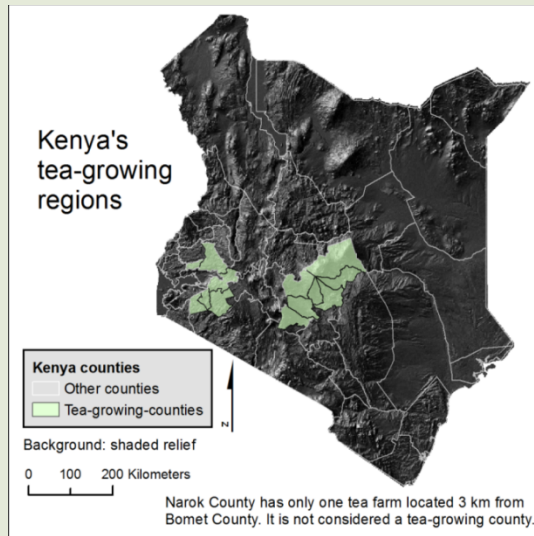 Kenya's
tea-growing
regions
Kenya counties
Other counties
Tea-growing-counties
N
Background: shaded relief
0 100 200 Kilometers
Narok County has only one tea farm located 3 km from
Bomet County. It is not considered a tea-growing county.